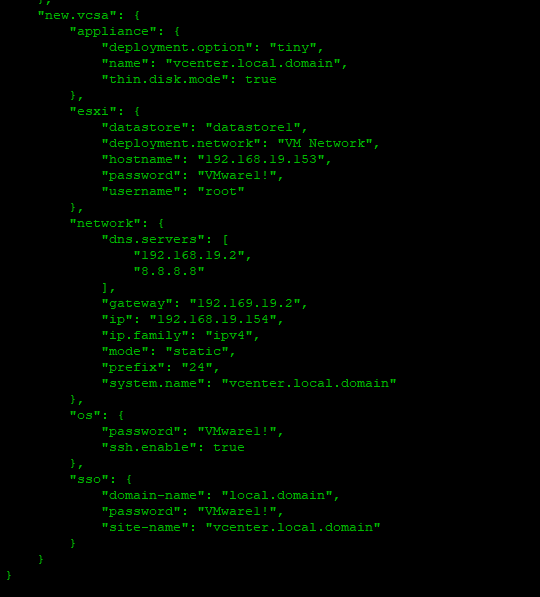 },
"new.vcsa": {
"appliance": {
"deployment.option": "tiny",
"name": "vcenter.local.domain",
"thin.disk.mode": true
},
"esxi": {
"datastore": "datastore1",
"deployment.network": "VM Network",
"hostname": "192.168.19.153",
"password": "VMware1!",
"username": "root"
},
"network": {
"dns.servers": [
"192.168.19.2",
"8.8.8.8"
],
"gateway": "192.169.19.2",
"ip": "192.168.19.154",
"ip.family": "ipv4",
"mode": "static",
"prefix": "24",
"system.name": "vcenter.local.domain"
},
"os": {
"password": "VMware1!",
"ssh.enable": true
},
"sso": {
"domain-name": "local.domain",
"password": "VMware1!",
"site-name": "vcenter.local.domain"
}
}
}